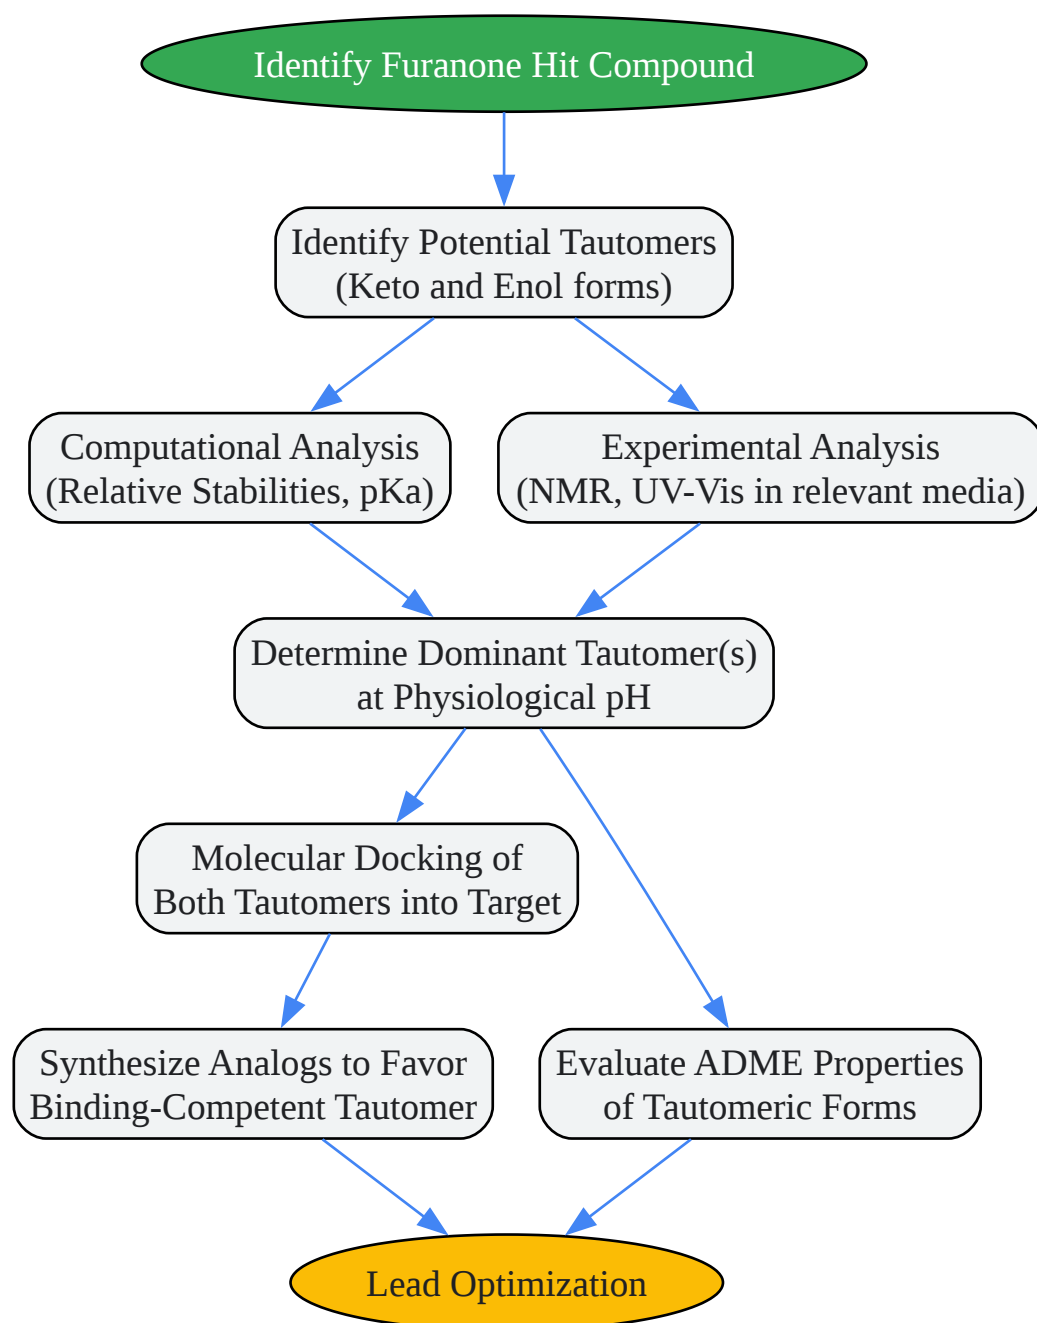 Identify Furanone Hit Compound
Identify Potential Tautomers
(Keto and Enol forms)
Computational Analysis
(Relative Stabilities, pKa)
Experimental Analysis
(NMR, UV-Vis in relevant media)
Determine Dominant Tautomer(s)
at Physiological pH
Molecular Docking of
Both Tautomers into Target
Synthesize Analogs to Favor
Binding-Competent Tautomer
Evaluate ADME Properties
of Tautomeric Forms
Lead Optimization